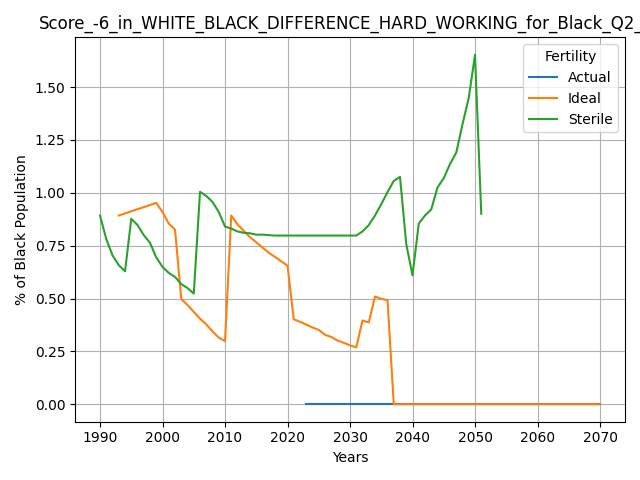 Score_-6_in_WHITE_BLACK_DIFFERENCE_HARD_WORKING_for_Black_Q2_
Fertility
Actual
Ideal
Sterile
% of Black Population
1.50
1.25
1.00
0.75
0.50
0.25
0.00
1990 2000 2010 2020 2030 2040 2050 2060 2070
Years